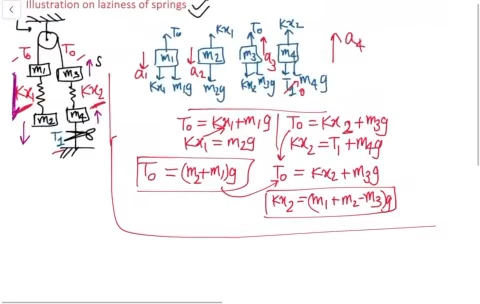 Illustration on laziness of springs
T₀ T₀
m₁ m₃ ↑ S
Kx₁ Kx₂
m₂ m₄
T₁
T₀ Kx₁ T₀ Kx₂ ↑ a₄
m₁ m₂ m₃ m₄
a₁ a₂ a₃
Kx₁ m₁g m₂g Kx₂ m₃g m₄g
T₀ = Kx₁ + m₁g
Kx₁ = m₂g
T₀ = (m₂+m₁)g
T₀ = Kx₂ + m₃g
Kx₂ = T₁ + m₄g
T₀ = Kx₂ + m₃g
Kx₂ = (m₁ + m₂ - m₃)g